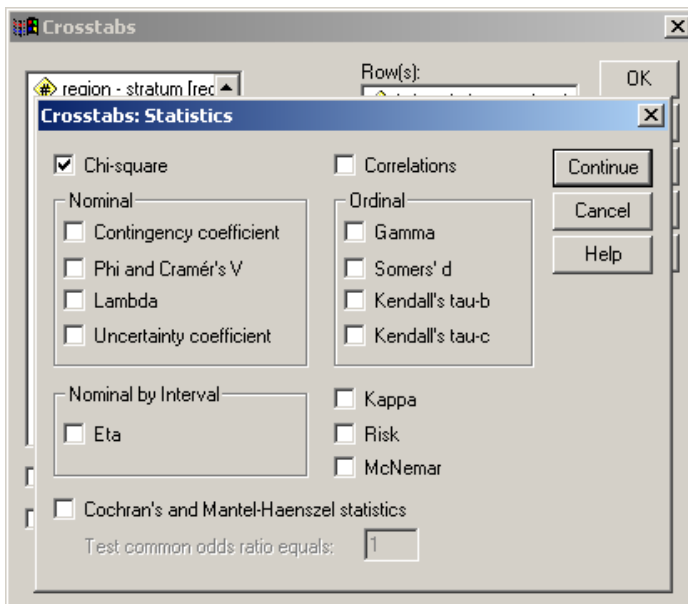 Crosstabs
Row(s):
region - stratum [reg
OK
Crosstabs: Statistics
Chi-square
Correlations
Continue
Nominal
Ordinal
Contingency coefficient
Gamma
Cancel
Phi and Cramér's V
Somers' d
Help
Lambda
Kendall's tau-b
Uncertainty coefficient
Kendall's tau-c
Nominal by Interval
Kappa
Eta
Risk
McNemar
Cochran's and Mantel-Haenszel statistics
Test common odds ratio equals:
1